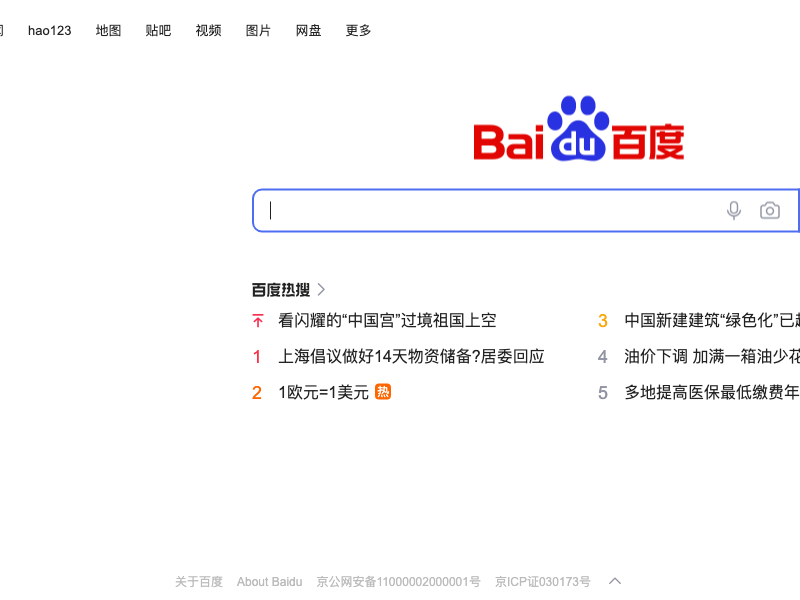 hao123 地图 贴吧 视频 图片 网盘 更多
Bai du 百度
百度热搜
看闪耀的“中国宫”过境祖国上空
1 上海倡议做好14天物资储备?居委回应
2 1欧元=1美元 热
3 中国新建建筑“绿色化”已
4 油价下调 加满一箱油少花
5 多地提高医保最低缴费年
关于百度 About Baidu 京公网安备11000002000001号 京ICP证030173号